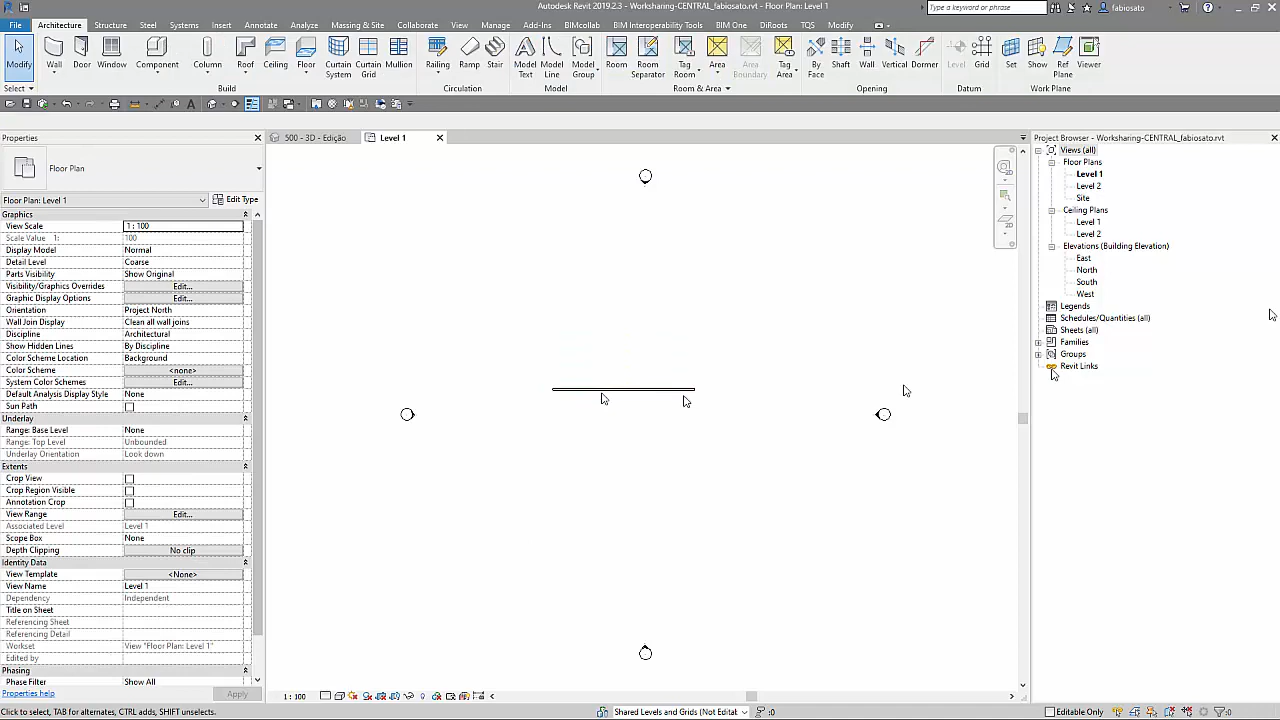 Autodesk Revit 2019.2.3 - Worksharing-CENTRAL_fabiosato.rvt - Floor Plan: Level 1
Type a keyword or phrase
fabiosato
File Architecture Structure Steel Systems Insert Annotate Analyze Massing & Site Collaborate View Manage Add-Ins BIMcollab BIM Interoperability Tools BIM One DiRoots TQS Modify
Modify Wall Door Window Component Column Roof Ceiling Floor Curtain System Curtain Grid Mullion Railing Ramp Stair Model Text Model Line Model Group Room Room Separator Tag Room Area Area Boundary Tag Area By Face Shaft Wall Vertical Dormer Level Grid Set Show Ref Plane Viewer
Select Build Circulation Model Room & Area Opening Datum Work Plane
Properties
500 - 3D - Edição
Level 1
Project Browser - Worksharing-CENTRAL_fabiosato.rvt
Floor Plan
Floor Plan: Level 1
Edit Type
Graphics
View Scale 1 : 100
Scale Value 1: 100
Display Model Normal
Detail Level Coarse
Parts Visibility Show Original
Visibility/Graphics Overrides Edit...
Graphic Display Options Edit...
Orientation Project North
Wall Join Display Clean all wall joins
Discipline Architectural
Show Hidden Lines By Discipline
Color Scheme Location Background
Color Scheme <none>
System Color Schemes Edit...
Default Analysis Display Style None
Sun Path
Underlay
Range: Base Level None
Range: Top Level Unbounded
Underlay Orientation Look down
Extents
Crop View
Crop Region Visible
Annotation Crop
View Range Edit...
Associated Level Level 1
Scope Box None
Depth Clipping No clip
Identity Data
View Template <None>
View Name Level 1
Dependency Independent
Title on Sheet
Referencing Sheet
Referencing Detail
Workset View "Floor Plan: Level 1"
Edited by
Phasing
Phase Filter Show All
Properties help
Apply
2D
2D
Views (all)
Floor Plans
Level 1
Level 2
Site
Ceiling Plans
Level 1
Level 2
Elevations (Building Elevation)
East
North
South
West
Legends
Schedules/Quantities (all)
Sheets (all)
Families
Groups
Revit Links
1 : 100
Click to select, TAB for alternates, CTRL adds, SHIFT unselects.
Shared Levels and Grids (Not Editat
:0
Editable Only
:0